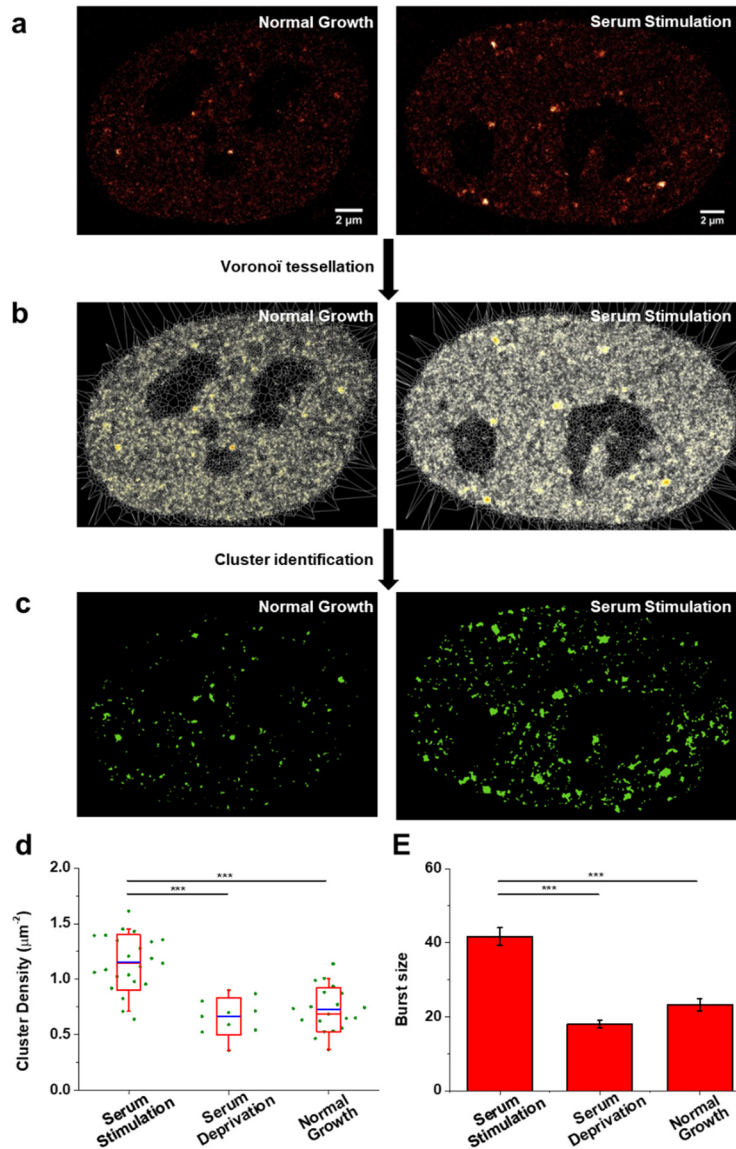 a
Normal Growth
Serum Stimulation
2 µm
2 µm
Voronoï tessellation
b
Normal Growth
Serum Stimulation
Cluster identification
c
Normal Growth
Serum Stimulation
d
2.0
1.5
1.0
0.5
0.0
Cluster Density (µm⁻²)
***
***
Serum
Stimulation
Serum
Deprivation
Normal
Growth
E
60
40
20
0
Burst size
***
***
Serum
Stimulation
Serum
Deprivation
Normal
Growth